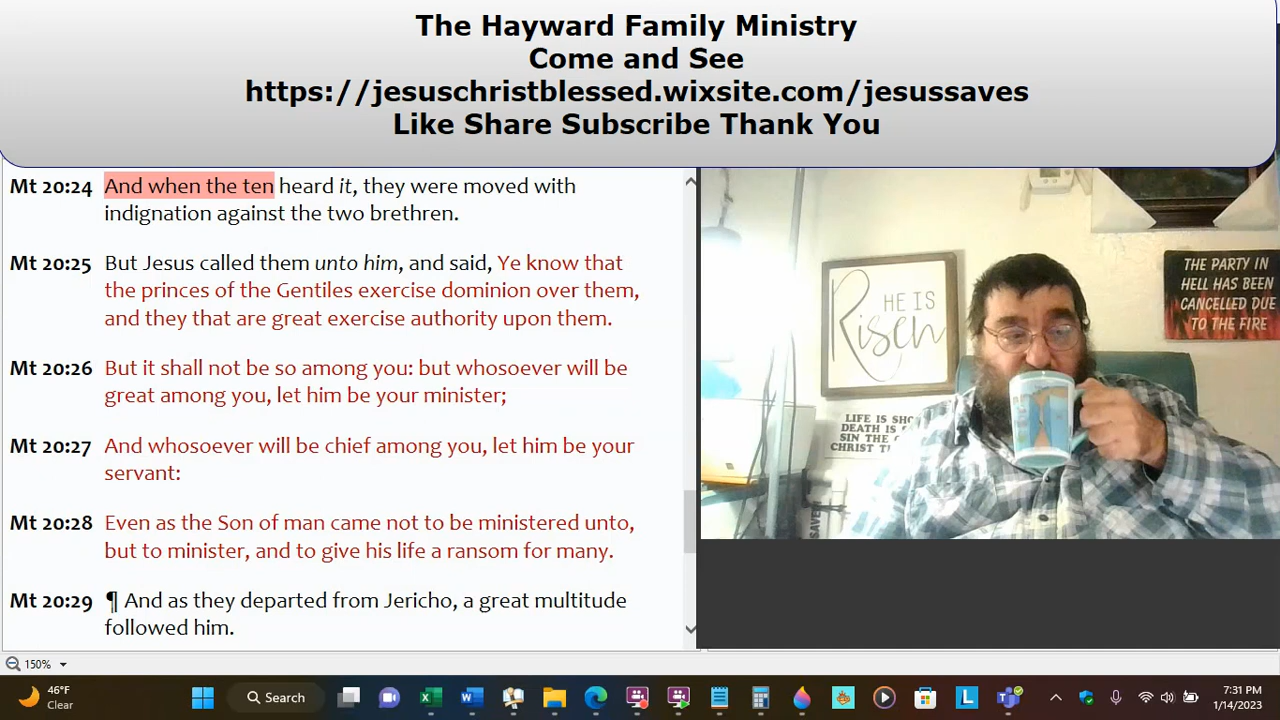 The Hayward Family Ministry
Come and See
https://jesuschristblessed.wixsite.com/jesussaves
Like Share Subscribe Thank You
Mt 20:24 And when the ten heard it, they were moved with
indignation against the two brethren.
Mt 20:25 But Jesus called them unto him, and said, Ye know that
the princes of the Gentiles exercise dominion over them,
and they that are great exercise authority upon them.
Mt 20:26 But it shall not be so among you: but whosoever will be
great among you, let him be your minister;
Mt 20:27 And whosoever will be chief among you, let him be your
servant:
Mt 20:28 Even as the Son of man came not to be ministered unto,
but to minister, and to give his life a ransom for many.
Mt 20:29 ¶ And as they departed from Jericho, a great multitude
followed him.
HE IS
Risen
THE PARTY IN
HELL HAS BEEN
CANCELLED DUE
TO THE FIRE
LIFE IS SHO
DEATH IS
SIN THE
CHRIST T
150%
46°F
Clear
Search
7:31 PM
1/14/2023